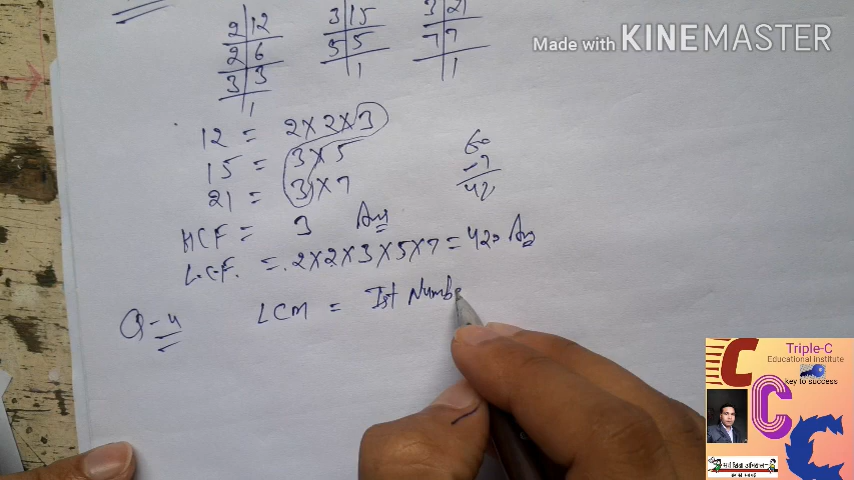 2|12
2|6
3|3
1
3|15
5|5
1
3|21
7|7
1
Made with KINEMASTER
12 = 2×2×3
15 = 3×5
21 = 3×7
60
×7
42
HCF = 3 Ans
L.C.F. = 2×2×3×5×7 = 420 Ans
Q-4 LCM = Ist Numbe
Triple-C
Educational institute
key to success
C
C
C